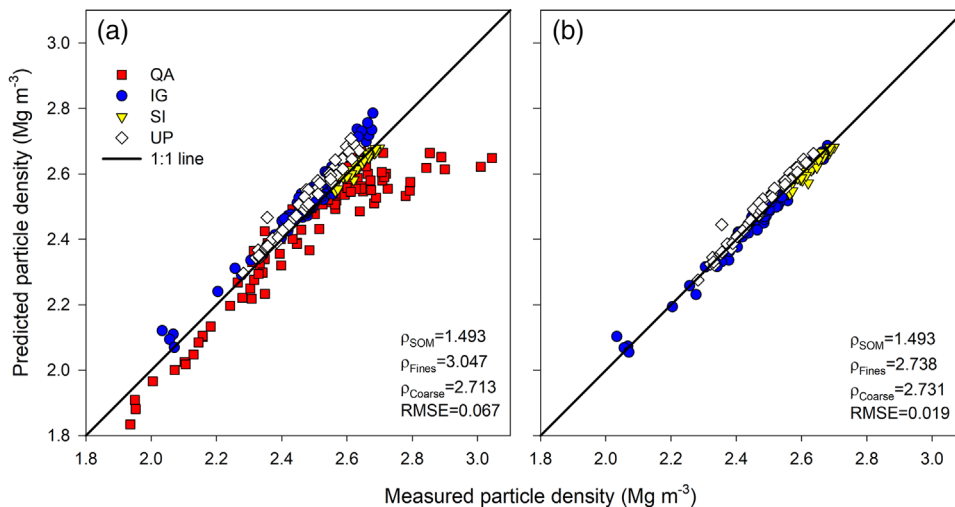 (a)
(b)
QA
IG
SI
UP
1:1 line
3.0
2.8
2.6
2.4
2.2
2.0
1.8
1.8 2.0 2.2 2.4 2.6 2.8 3.0
1.8 2.0 2.2 2.4 2.6 2.8 3.0
ρSOM=1.493
ρFines=3.047
ρCoarse=2.713
RMSE=0.067
ρSOM=1.493
ρFines=2.738
ρCoarse=2.731
RMSE=0.019
Predicted particle density (Mg m⁻³)
Measured particle density (Mg m⁻³)